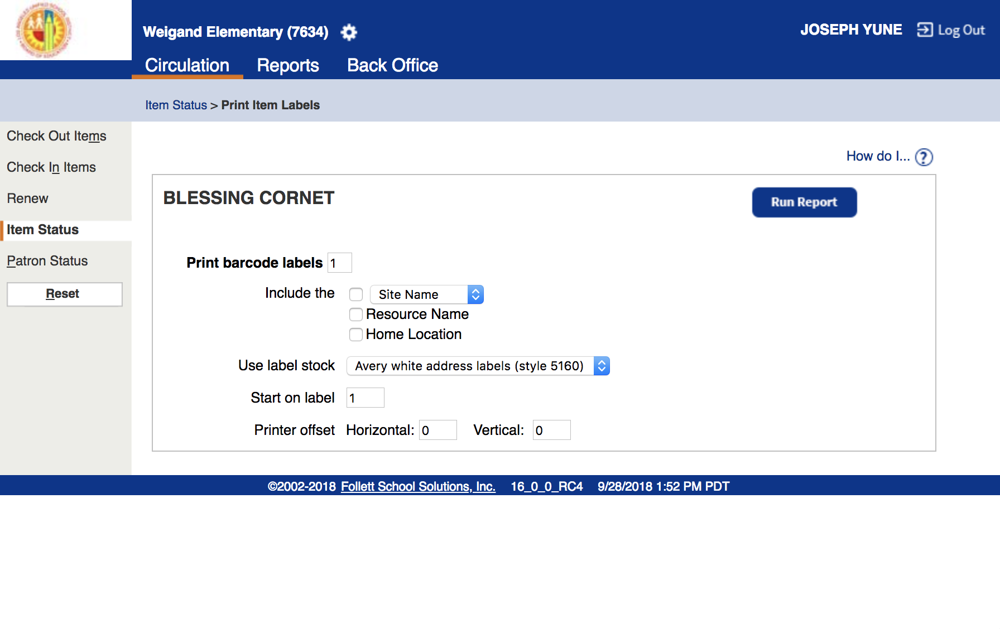 Weigand Elementary (7634)
JOSEPH YUNE Log Out
Circulation Reports Back Office
Item Status > Print Item Labels
Check Out Items
Check In Items
Renew
Item Status
Patron Status
Reset
How do I... ?
BLESSING CORNET
Run Report
Print barcode labels 1
Include the Site Name
Resource Name
Home Location
Use label stock Avery white address labels (style 5160)
Start on label 1
Printer offset Horizontal: 0 Vertical: 0
©2002-2018 Follett School Solutions, Inc. 16_0_0_RC4 9/28/2018 1:52 PM PDT